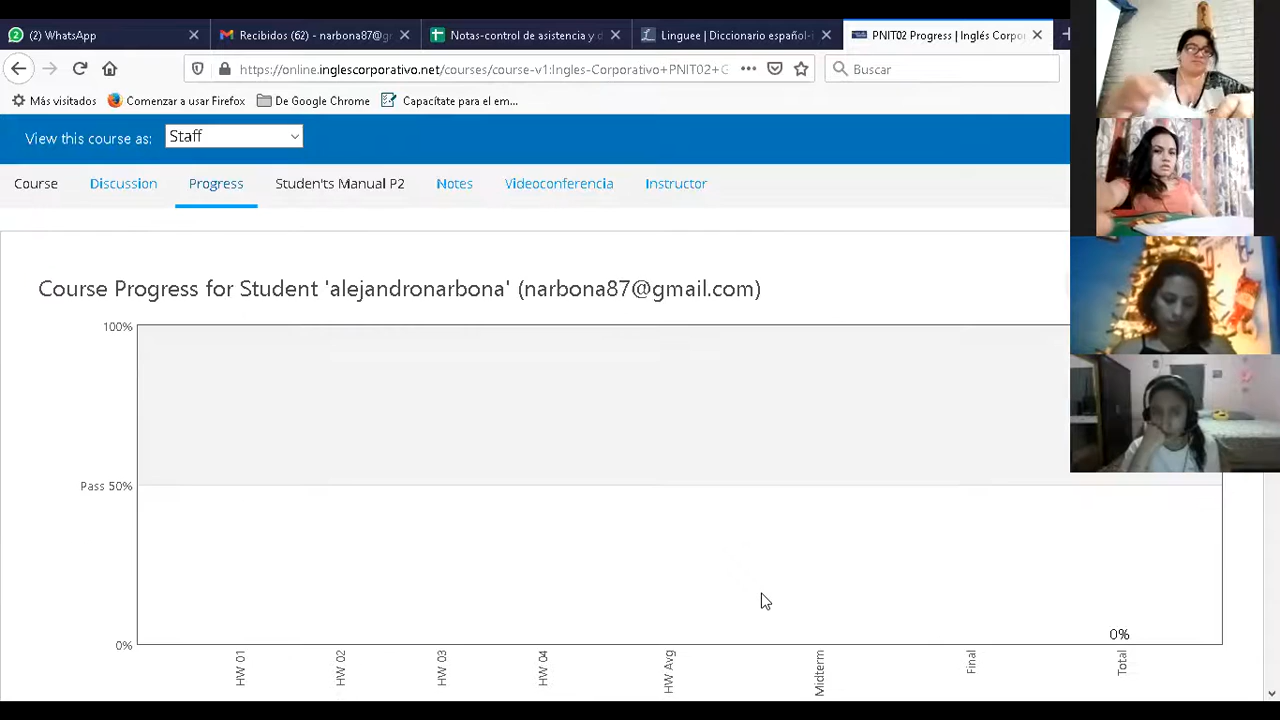 (2) WhatsApp
Recibidos (62) - narbona87@g
Notas-control de asistencia y d
Linguee | Diccionario español-
PNIT02 Progress | Inglés Corpo
https://online.inglescorporativo.net/courses/course-v1:Ingles-Corporativo+PNIT02+
Buscar
Más visitados
Comenzar a usar Firefox
De Google Chrome
Capacítate para el em...
View this course as:
Staff
Course
Discussion
Progress
Studen'ts Manual P2
Notes
Videoconferencia
Instructor
Course Progress for Student 'alejandronarbona' (narbona87@gmail.com)
100%
Pass 50%
0%
0%
HW 01
HW 02
HW 03
HW 04
HW Avg
Midterm
Final
Total